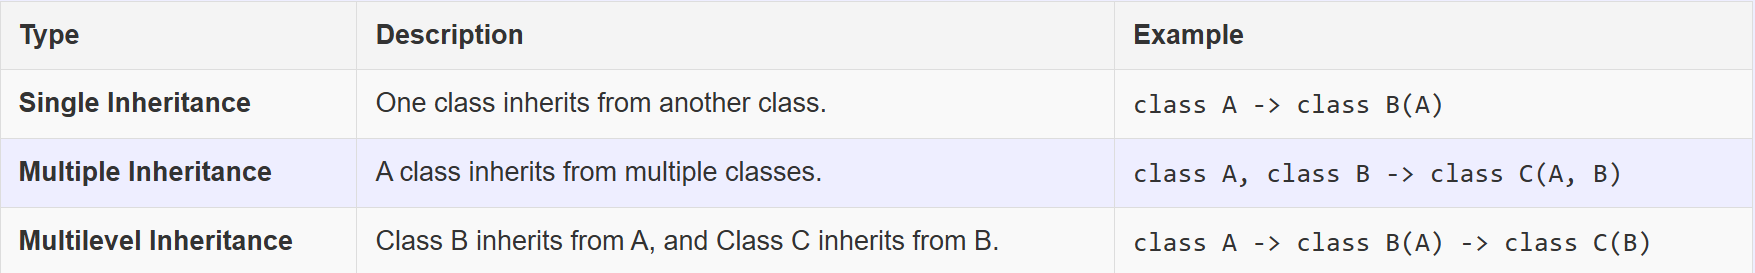 Type Description Example
Single Inheritance One class inherits from another class. class A -> class B(A)
Multiple Inheritance A class inherits from multiple classes. class A, class B -> class C(A, B)
Multilevel Inheritance Class B inherits from A, and Class C inherits from B. class A -> class B(A) -> class C(B)